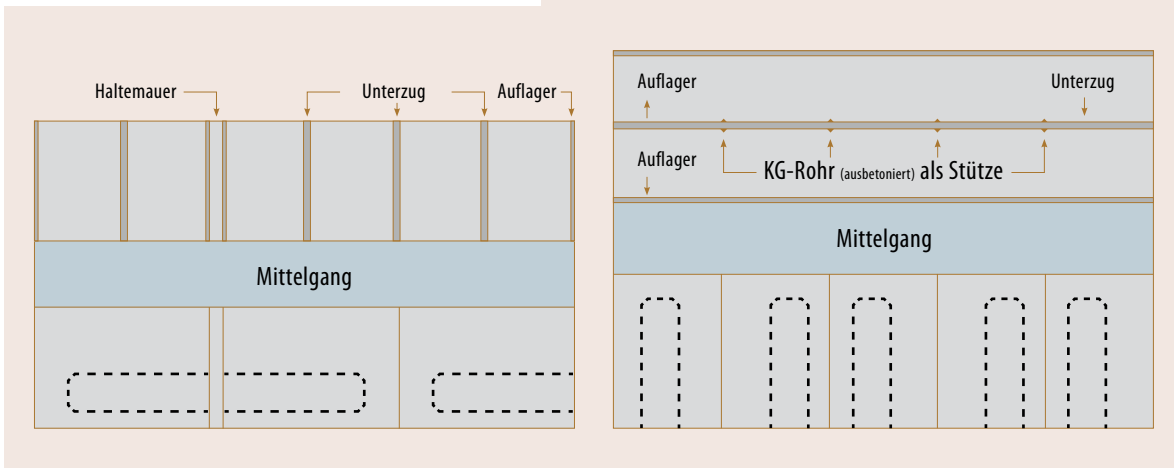 Haltemauer
Unterzug
Auflager
Mittelgang
Auflager
Unterzug
Auflager
KG-Rohr (ausbetoniert) als Stütze
Mittelgang